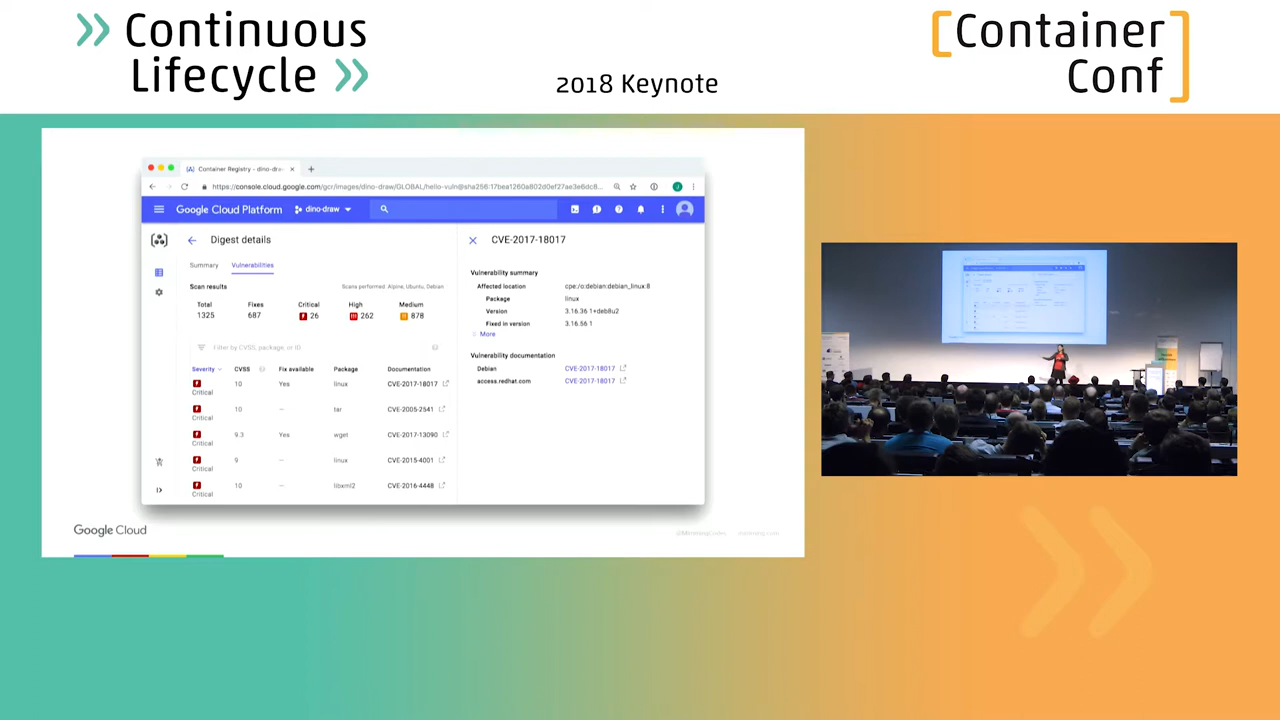 Continuous
Lifecycle
2018 Keynote
[Container
Conf]
Container Registry - dino-dra
https://console.cloud.google.com/gcr/images/dino-draw/GLOBAL/hello-vuln@sha256:17bea1260a802d0ef27ae3e6dc8...
Google Cloud Platform
dino-draw
Digest details
CVE-2017-18017
Summary
Vulnerabilities
Scan results
Scans performed: Alpine, Ubuntu, Debian
Total
Fixes
Critical
High
Medium
1325
687
26
262
878
Filter by CVSS, package, or ID
Severity
CVSS
Fix available
Package
Documentation
Critical
10
Yes
linux
CVE-2017-18017
Critical
10
–
tar
CVE-2005-2541
Critical
9.3
Yes
wget
CVE-2017-13090
Critical
9
–
linux
CVE-2015-4001
Critical
10
–
libxml2
CVE-2016-4448
Vulnerability summary
Affected location
cpe:/o:debian:debian_linux:8
Package
linux
Version
3.16.36 1+deb8u2
Fixed in version
3.16.56 1
More
Vulnerability documentation
Debian
CVE-2017-18017
access.redhat.com
CVE-2017-18017
Google Cloud